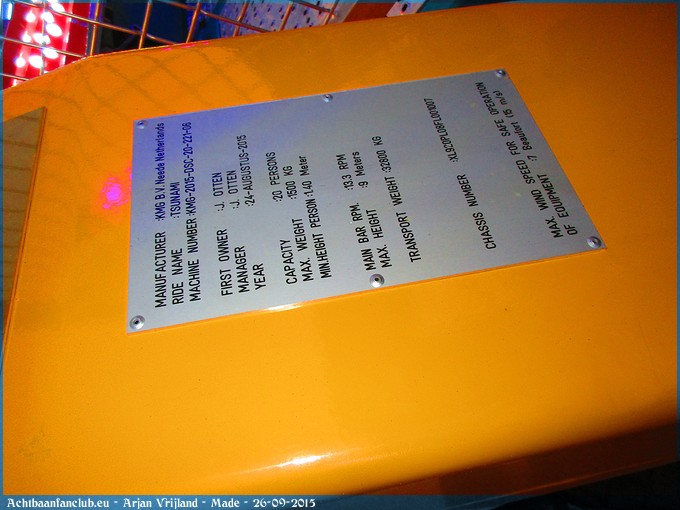 MANUFACTURER :KMG B.V. Neede Netherlands
RIDE NAME :TSUNAMI
MACHINE NUMBER :KMG-2015-DSC-20-221-06
FIRST OWNER :J. OTTEN
MANAGER :J. OTTEN
YEAR :24-AUGUSTUS-2015
CAPACITY :20 PERSONS
MAX. WEIGHT :1500 KG
MIN.HEIGHT PERSON :1.40 Meter
MAIN BAR RPM. :13.3 RPM
MAX. HEIGHT :9 Meters
TRANSPORT WEIGHT :32800 KG
CHASSIS NUMBER
MAX. WIND SPEED FOR SAFE OPERATION
OF EQUIPMENT :7 Beaufort (15 m/s)
Achtbaanfanclub.eu - Arjan Vrijland - Made - 26-09-2015